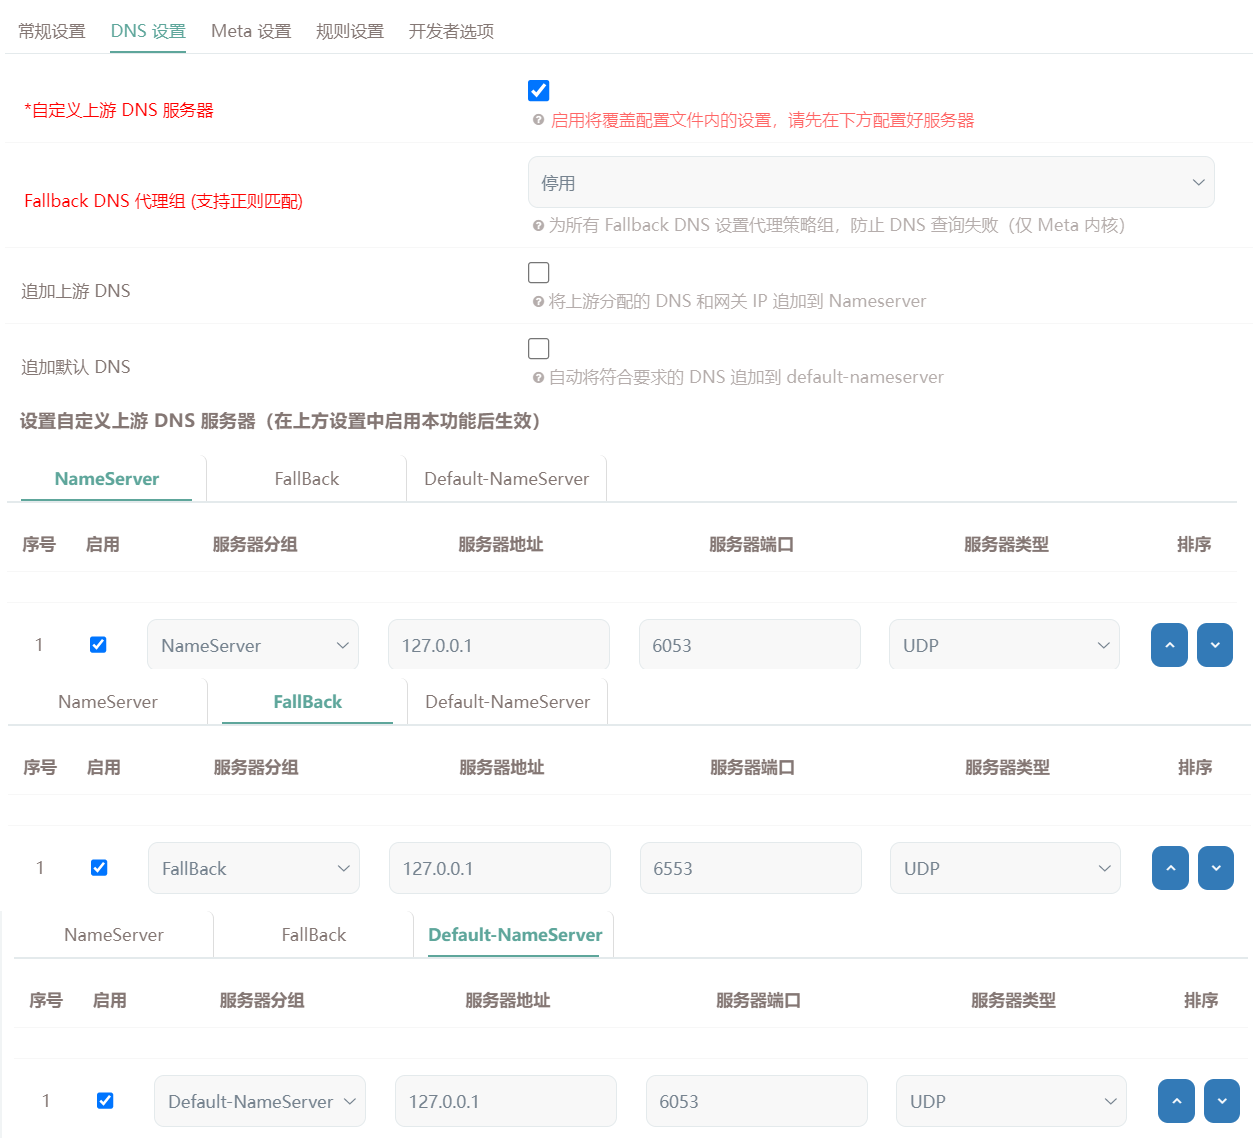 常规设置 DNS 设置 Meta 设置 规则设置 开发者选项
*自定义上游 DNS 服务器
启用将覆盖配置文件内的设置，请先在下方配置好服务器
Fallback DNS 代理组 (支持正则匹配)
停用
为所有 Fallback DNS 设置代理策略组，防止 DNS 查询失败（仅 Meta 内核）
追加上游 DNS
将上游分配的 DNS 和网关 IP 追加到 Nameserver
追加默认 DNS
自动将符合要求的 DNS 追加到 default-nameserver
设置自定义上游 DNS 服务器（在上方设置中启用本功能后生效）
NameServer FallBack Default-NameServer
序号 启用 服务器分组 服务器地址 服务器端口 服务器类型 排序
1 NameServer 127.0.0.1 6053 UDP
NameServer FallBack Default-NameServer
序号 启用 服务器分组 服务器地址 服务器端口 服务器类型 排序
1 FallBack 127.0.0.1 6553 UDP
NameServer FallBack Default-NameServer
序号 启用 服务器分组 服务器地址 服务器端口 服务器类型 排序
1 Default-NameServer 127.0.0.1 6053 UDP